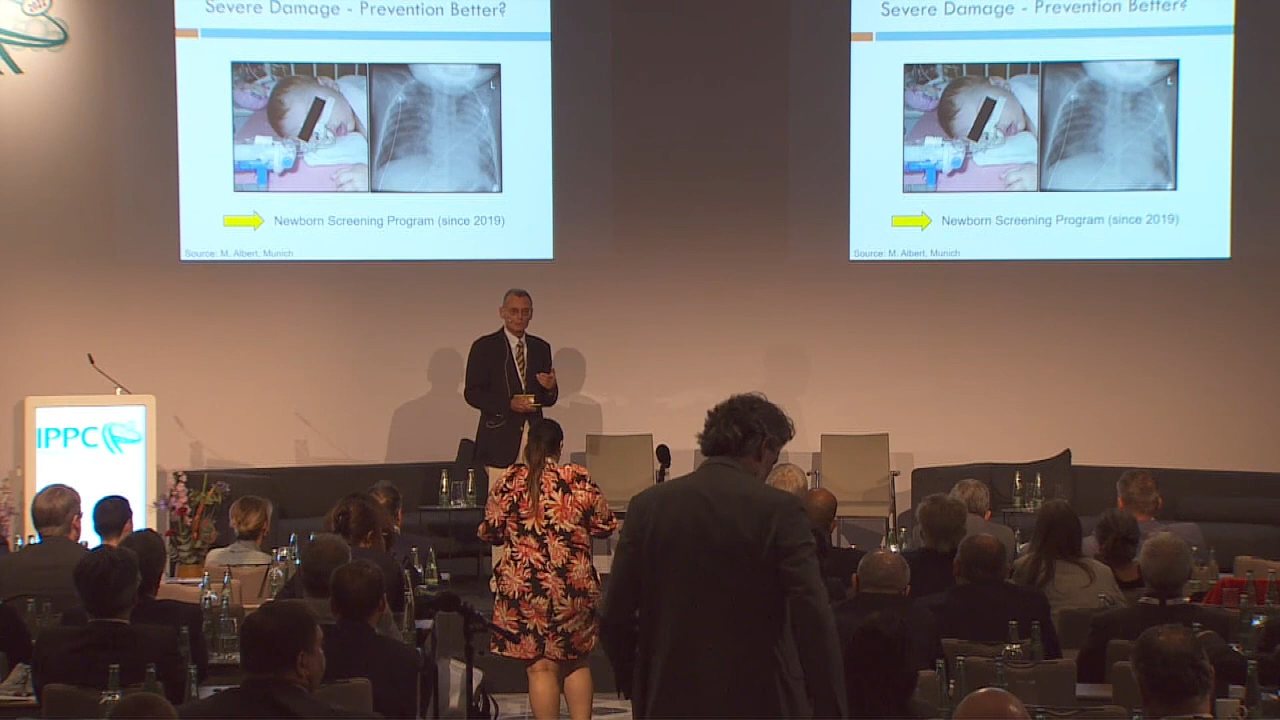 Severe Damage - Prevention Better?
L
Newborn Screening Program (since 2019)
Source: M. Albert, Munich
Severe Damage - Prevention Better?
L
Newborn Screening Program (since 2019)
Source: M. Albert, Munich
IPPC